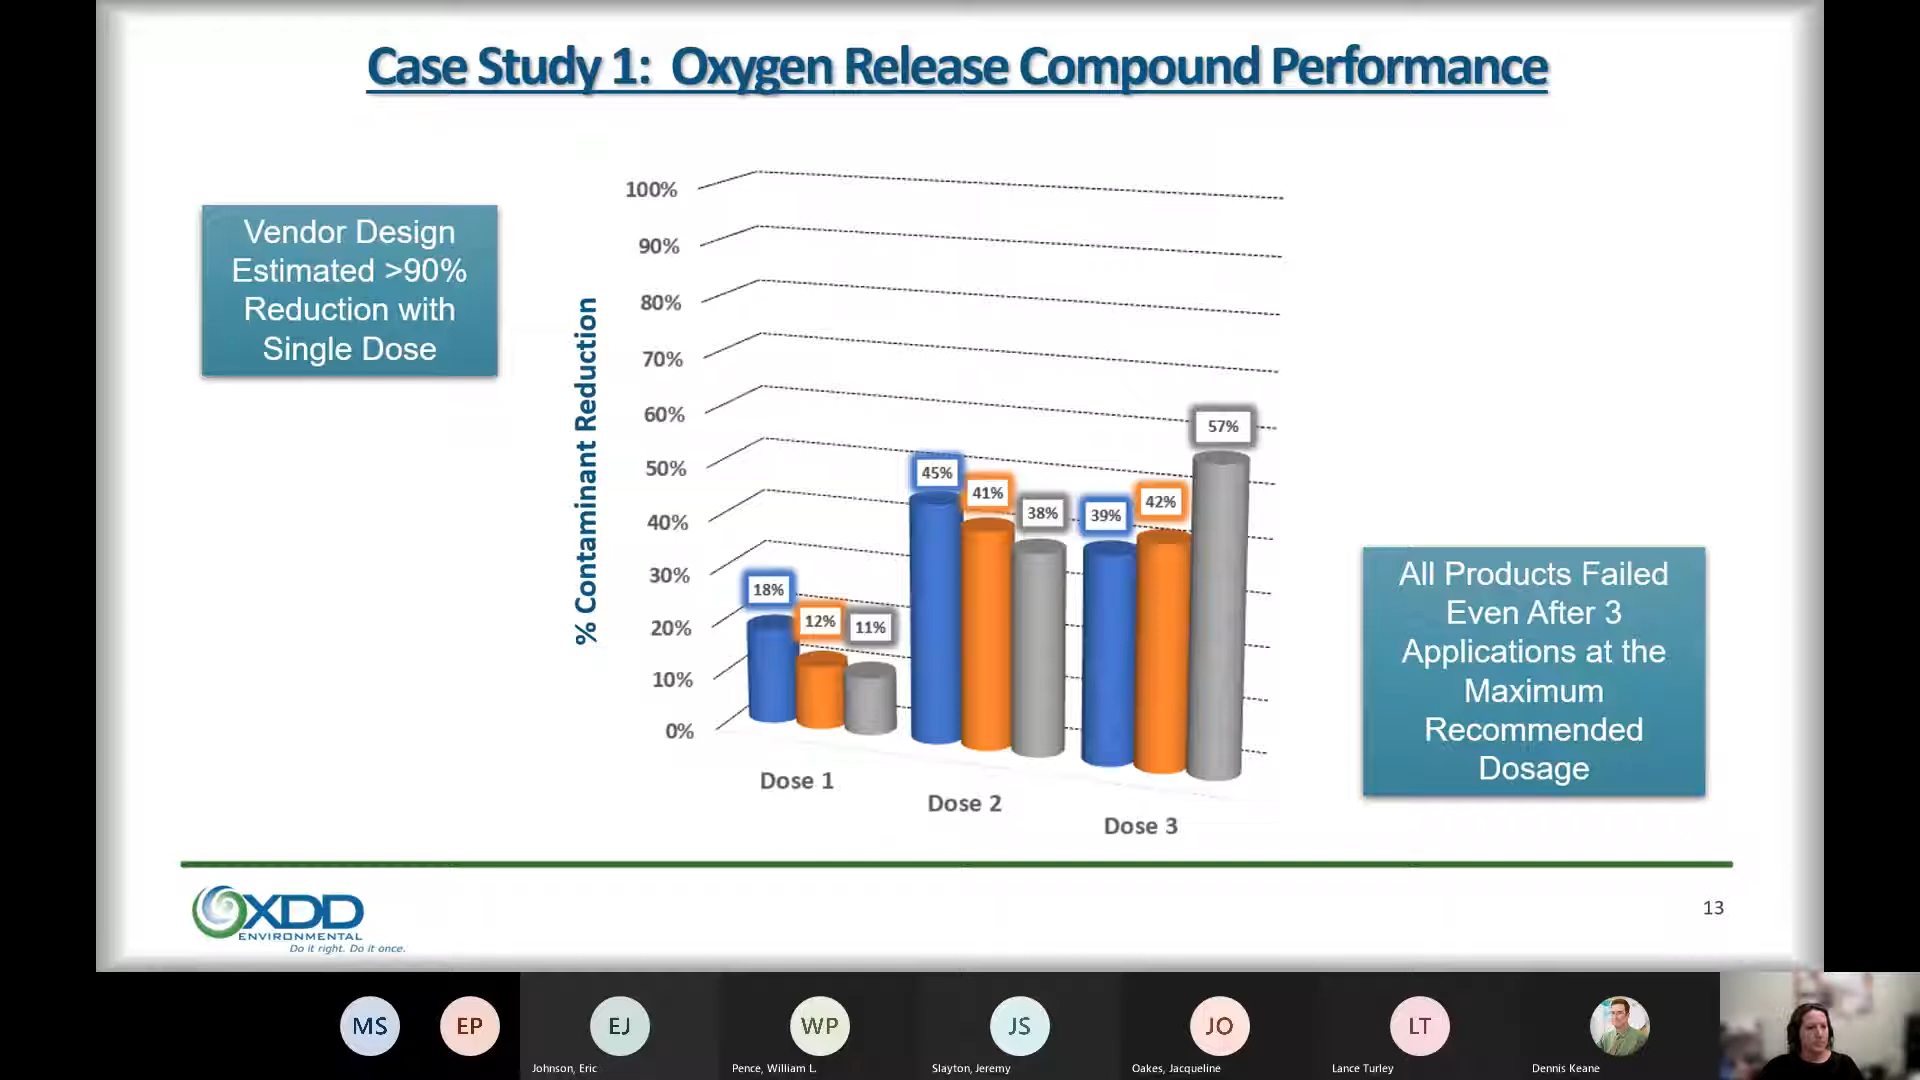 Case Study 1: Oxygen Release Compound Performance
Vendor Design
Estimated >90%
Reduction with
Single Dose
% Contaminant Reduction
100%
90%
80%
70%
60%
50%
40%
30%
20%
10%
0%
18%
12%
11%
45%
41%
38%
39%
42%
57%
Dose 1
Dose 2
Dose 3
All Products Failed
Even After 3
Applications at the
Maximum
Recommended
Dosage
XDD
ENVIRONMENTAL
Do it right. Do it once.
13
MS
EP
EJ
WP
JS
JO
LT
Johnson, Eric
Pence, William L.
Slayton, Jeremy
Oakes, Jacqueline
Lance Turley
Dennis Keane